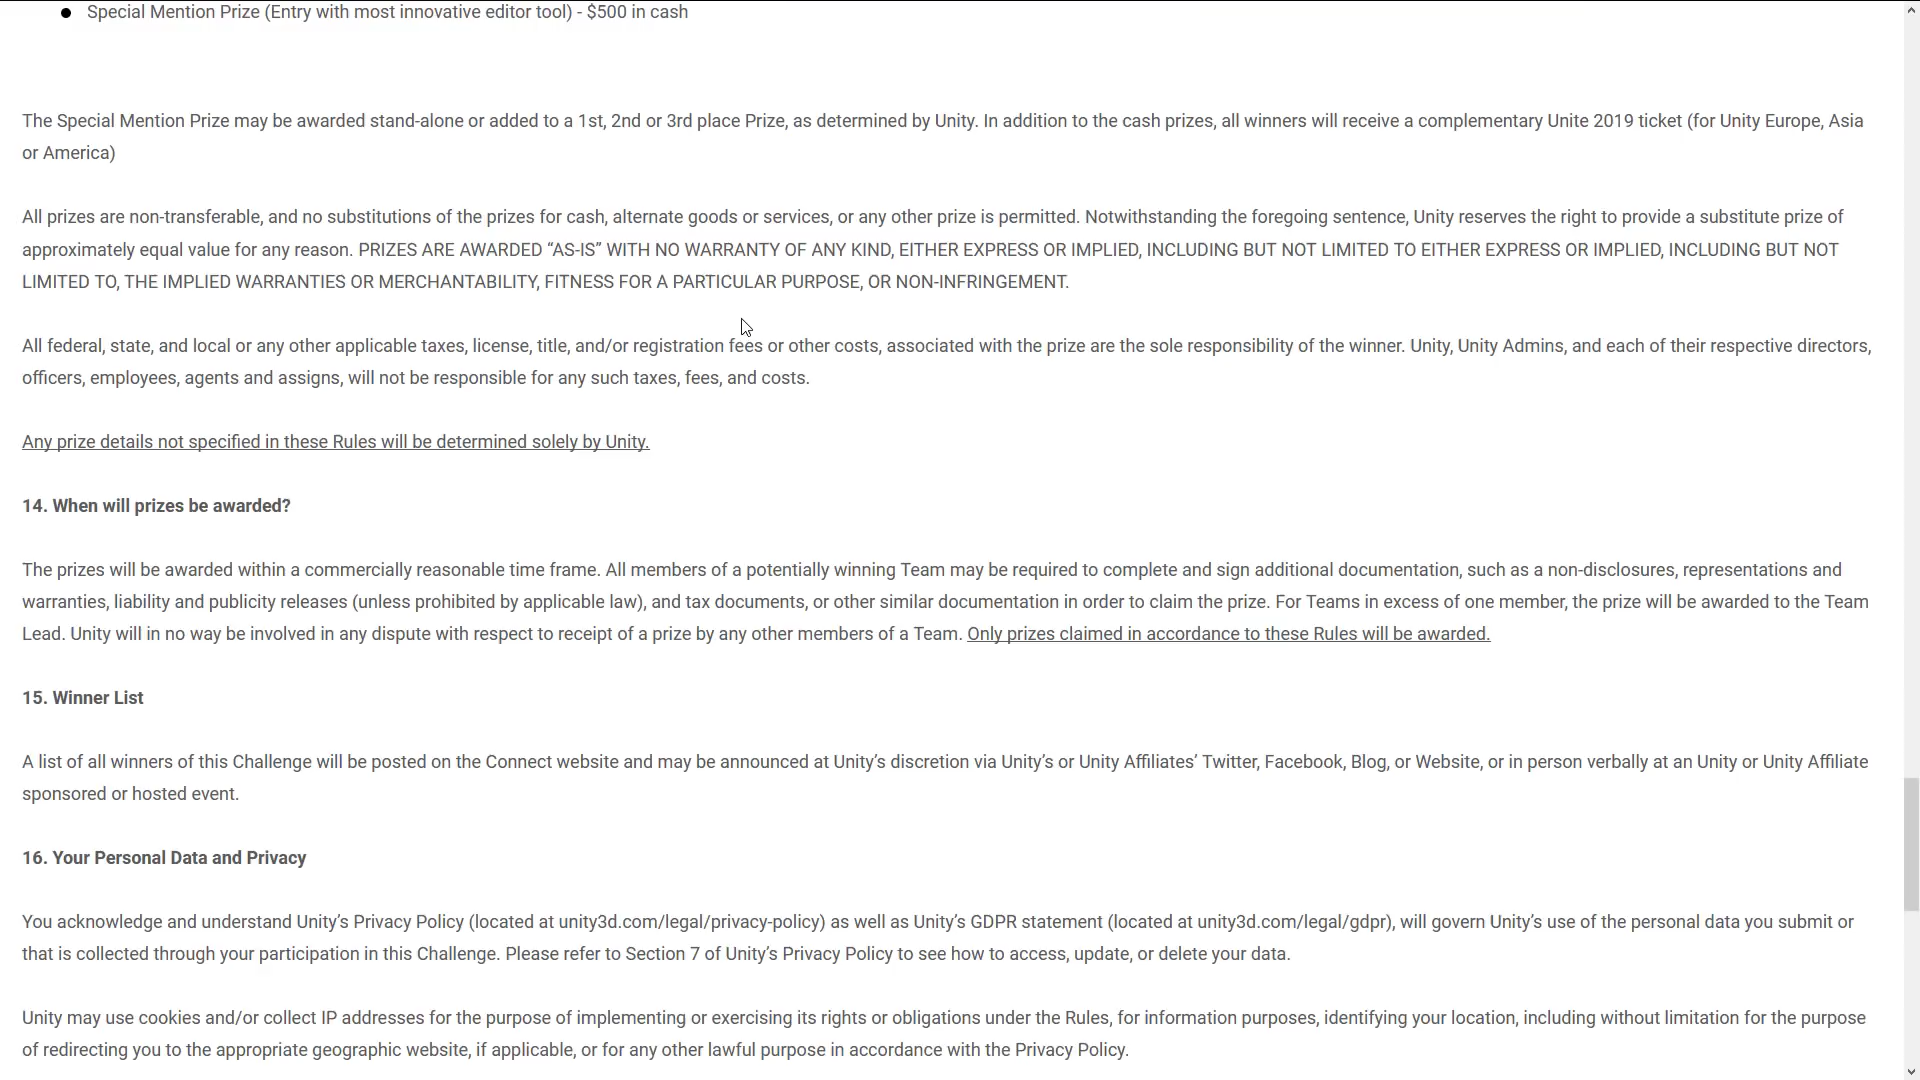 ● Special Mention Prize (Entry with most innovative editor tool) - $500 in cash
The Special Mention Prize may be awarded stand-alone or added to a 1st, 2nd or 3rd place Prize, as determined by Unity. In addition to the cash prizes, all winners will receive a complementary Unite 2019 ticket (for Unity Europe, Asia
or America)
All prizes are non-transferable, and no substitutions of the prizes for cash, alternate goods or services, or any other prize is permitted. Notwithstanding the foregoing sentence, Unity reserves the right to provide a substitute prize of
approximately equal value for any reason. PRIZES ARE AWARDED “AS-IS” WITH NO WARRANTY OF ANY KIND, EITHER EXPRESS OR IMPLIED, INCLUDING BUT NOT LIMITED TO EITHER EXPRESS OR IMPLIED, INCLUDING BUT NOT
LIMITED TO, THE IMPLIED WARRANTIES OR MERCHANTABILITY, FITNESS FOR A PARTICULAR PURPOSE, OR NON-INFRINGEMENT.
All federal, state, and local or any other applicable taxes, license, title, and/or registration fees or other costs, associated with the prize are the sole responsibility of the winner. Unity, Unity Admins, and each of their respective directors,
officers, employees, agents and assigns, will not be responsible for any such taxes, fees, and costs.
Any prize details not specified in these Rules will be determined solely by Unity.
14. When will prizes be awarded?
The prizes will be awarded within a commercially reasonable time frame. All members of a potentially winning Team may be required to complete and sign additional documentation, such as a non-disclosures, representations and
warranties, liability and publicity releases (unless prohibited by applicable law), and tax documents, or other similar documentation in order to claim the prize. For Teams in excess of one member, the prize will be awarded to the Team
Lead. Unity will in no way be involved in any dispute with respect to receipt of a prize by any other members of a Team. Only prizes claimed in accordance to these Rules will be awarded.
15. Winner List
A list of all winners of this Challenge will be posted on the Connect website and may be announced at Unity’s discretion via Unity’s or Unity Affiliates’ Twitter, Facebook, Blog, or Website, or in person verbally at an Unity or Unity Affiliate
sponsored or hosted event.
16. Your Personal Data and Privacy
You acknowledge and understand Unity’s Privacy Policy (located at unity3d.com/legal/privacy-policy) as well as Unity’s GDPR statement (located at unity3d.com/legal/gdpr), will govern Unity’s use of the personal data you submit or
that is collected through your participation in this Challenge. Please refer to Section 7 of Unity’s Privacy Policy to see how to access, update, or delete your data.
Unity may use cookies and/or collect IP addresses for the purpose of implementing or exercising its rights or obligations under the Rules, for information purposes, identifying your location, including without limitation for the purpose
of redirecting you to the appropriate geographic website, if applicable, or for any other lawful purpose in accordance with the Privacy Policy.